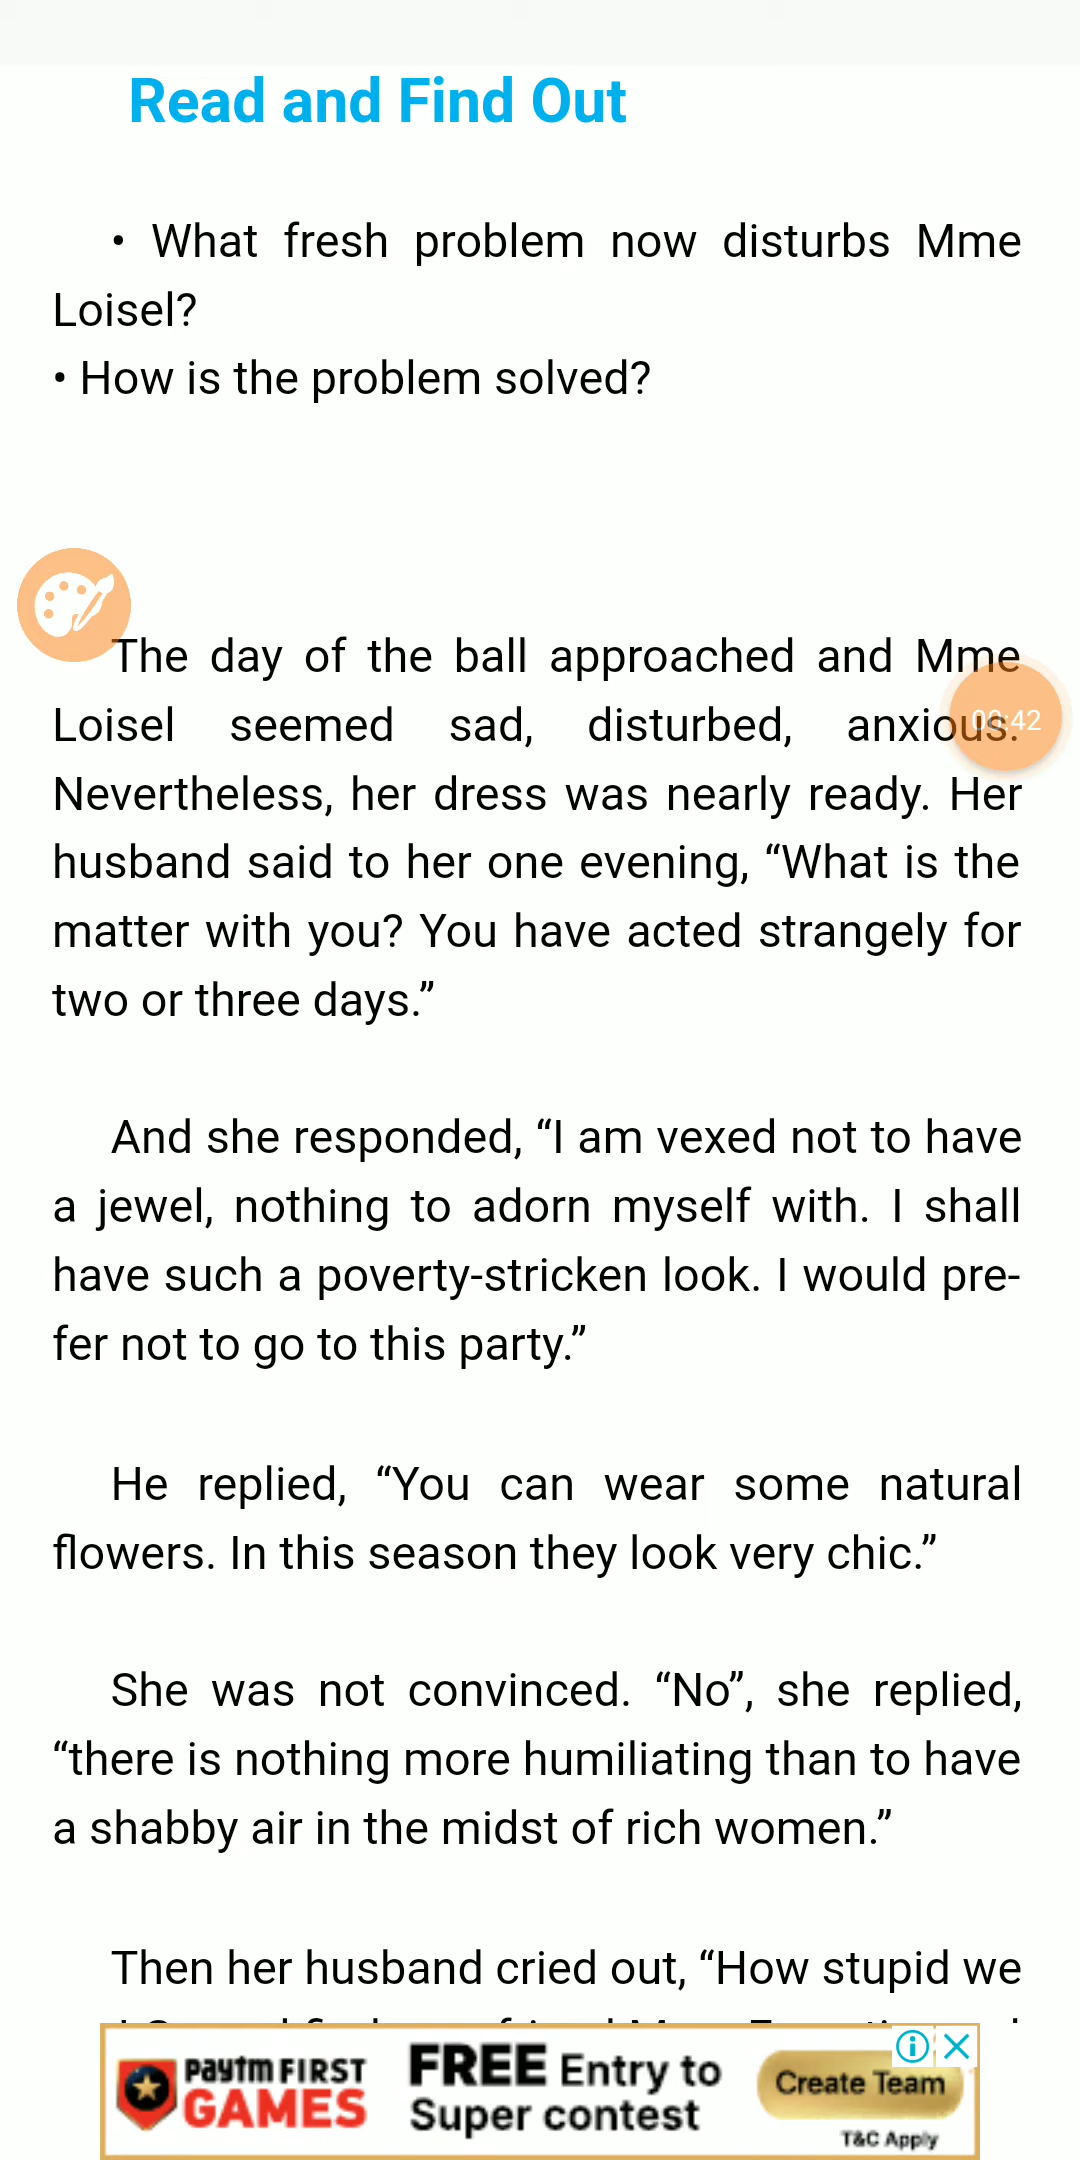 Read and Find Out
• What fresh problem now disturbs Mme
Loisel?
• How is the problem solved?
The day of the ball approached and Mme
Loisel seemed sad, disturbed, anxious.
00:42
Nevertheless, her dress was nearly ready. Her
husband said to her one evening, “What is the
matter with you? You have acted strangely for
two or three days.”
And she responded, “I am vexed not to have
a jewel, nothing to adorn myself with. I shall
have such a poverty-stricken look. I would pre-
fer not to go to this party.”
He replied, “You can wear some natural
flowers. In this season they look very chic.”
She was not convinced. “No”, she replied,
“there is nothing more humiliating than to have
a shabby air in the midst of rich women.”
Then her husband cried out, “How stupid we
Paytm FIRST
GAMES
FREE Entry to
Super contest
Create Team
T&C Apply